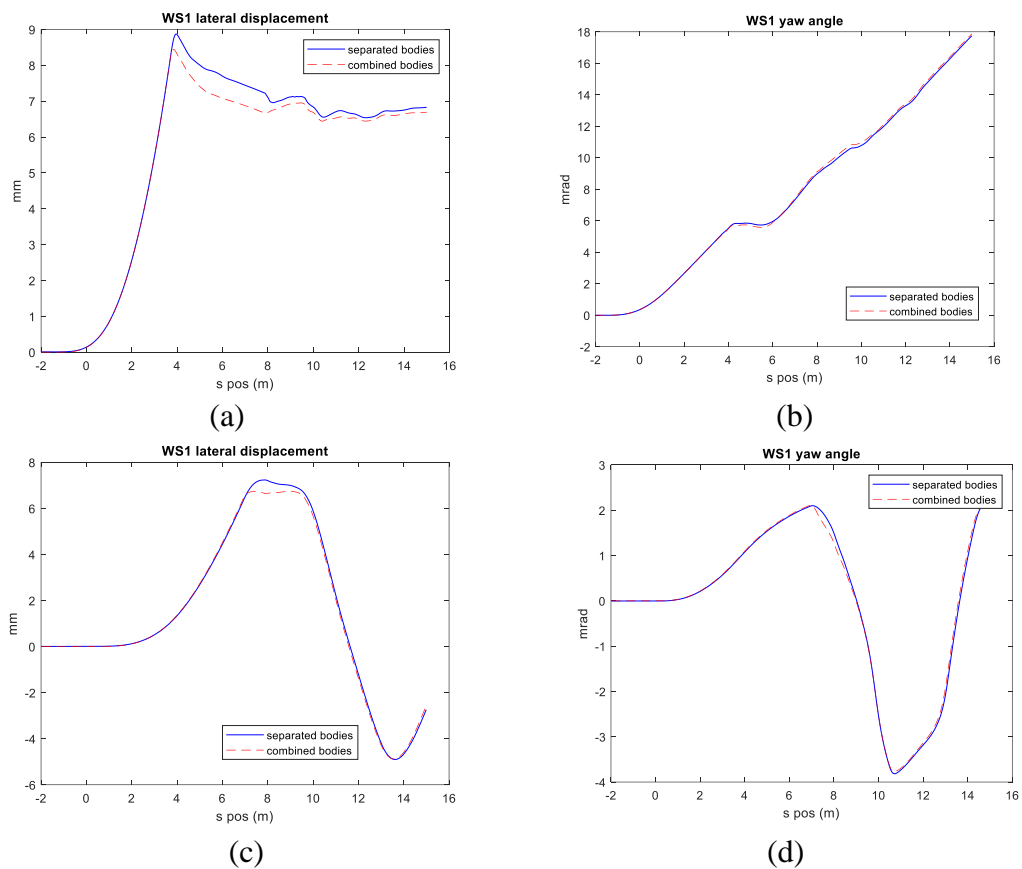 WS1 lateral displacement
9
8
7
6
5
4
3
2
1
0
mm
-2 0 2 4 6 8 10 12 14 16
s pos (m)
separated bodies
combined bodies
(a)
WS1 yaw angle
18
16
14
12
10
8
6
4
2
0
-2
mrad
-2 0 2 4 6 8 10 12 14 16
s pos (m)
separated bodies
combined bodies
(b)
WS1 lateral displacement
8
6
4
2
0
-2
-4
-6
mm
-2 0 2 4 6 8 10 12 14 16
s pos (m)
separated bodies
combined bodies
(c)
WS1 yaw angle
3
2
1
0
-1
-2
-3
-4
mrad
-2 0 2 4 6 8 10 12 14 16
s pos (m)
separated bodies
combined bodies
(d)